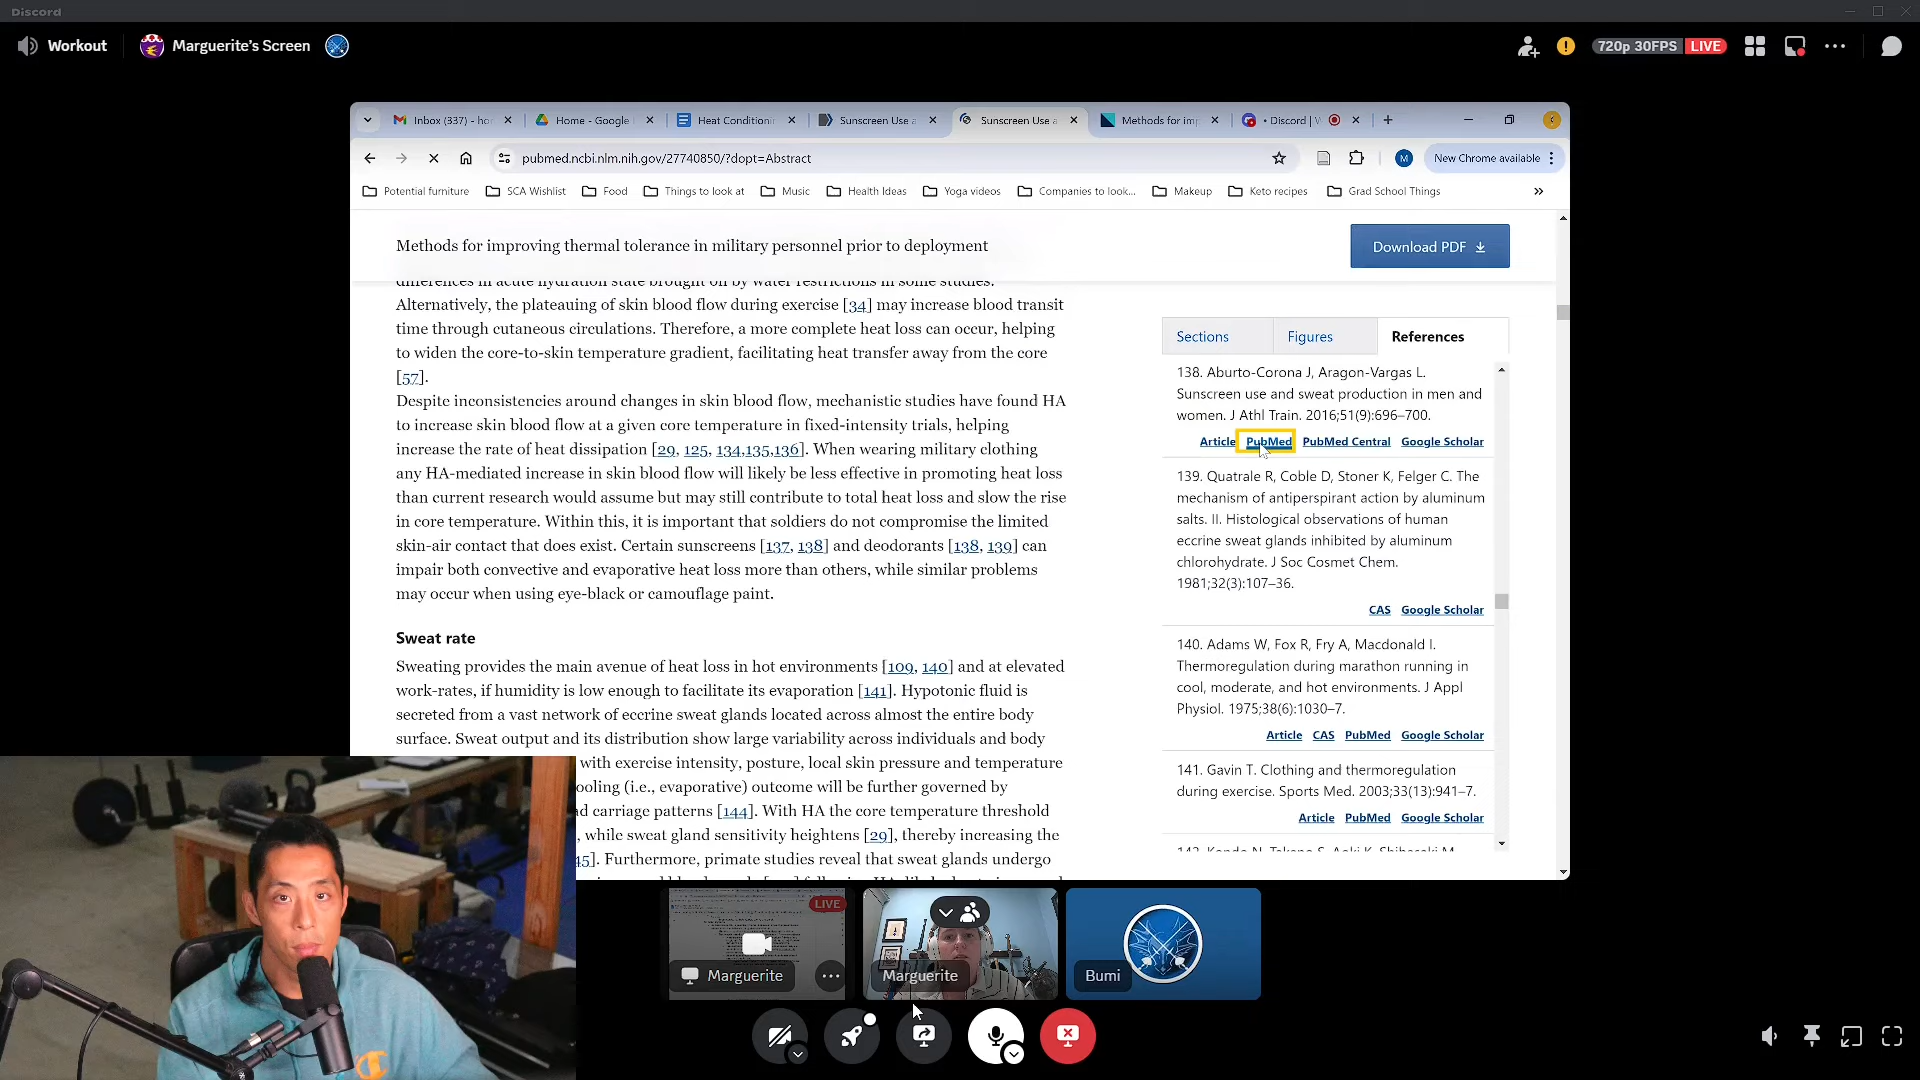 Discord
Workout
Marguerite's Screen
720p 30FPS LIVE
Inbox (337) - ho
Home - Google
Heat Conditioni
Sunscreen Use a
Sunscreen Use a
Methods for imp
• Discord |
pubmed.ncbi.nlm.nih.gov/27740850/?dopt=Abstract
M
New Chrome available
Potential furniture
SCA Wishlist
Food
Things to look at
Music
Health Ideas
Yoga videos
Companies to look...
Makeup
Keto recipes
Grad School Things
Methods for improving thermal tolerance in military personnel prior to deployment
Download PDF
differences in acute hydration state brought on by water restrictions in some studies.
Alternatively, the plateauing of skin blood flow during exercise [34] may increase blood transit
time through cutaneous circulations. Therefore, a more complete heat loss can occur, helping
to widen the core-to-skin temperature gradient, facilitating heat transfer away from the core
[57].
Despite inconsistencies around changes in skin blood flow, mechanistic studies have found HA
to increase skin blood flow at a given core temperature in fixed-intensity trials, helping
increase the rate of heat dissipation [29, 125, 134,135,136]. When wearing military clothing
any HA-mediated increase in skin blood flow will likely be less effective in promoting heat loss
than current research would assume but may still contribute to total heat loss and slow the rise
in core temperature. Within this, it is important that soldiers do not compromise the limited
skin-air contact that does exist. Certain sunscreens [137, 138] and deodorants [138, 139] can
impair both convective and evaporative heat loss more than others, while similar problems
may occur when using eye-black or camouflage paint.
Sweat rate
Sweating provides the main avenue of heat loss in hot environments [109, 140] and at elevated
work-rates, if humidity is low enough to facilitate its evaporation [141]. Hypotonic fluid is
secreted from a vast network of eccrine sweat glands located across almost the entire body
surface. Sweat output and its distribution show large variability across individuals and body
with exercise intensity, posture, local skin pressure and temperature
ooling (i.e., evaporative) outcome will be further governed by
d carriage patterns [144]. With HA the core temperature threshold
, while sweat gland sensitivity heightens [29], thereby increasing the
45]. Furthermore, primate studies reveal that sweat glands undergo
Sections
Figures
References
138. Aburto-Corona J, Aragon-Vargas L.
Sunscreen use and sweat production in men and
women. J Athl Train. 2016;51(9):696–700.
Article PubMed PubMed Central Google Scholar
139. Quatrale R, Coble D, Stoner K, Felger C. The
mechanism of antiperspirant action by aluminum
salts. II. Histological observations of human
eccrine sweat glands inhibited by aluminum
chlorohydrate. J Soc Cosmet Chem.
1981;32(3):107–36.
CAS Google Scholar
140. Adams W, Fox R, Fry A, Macdonald I.
Thermoregulation during marathon running in
cool, moderate, and hot environments. J Appl
Physiol. 1975;38(6):1030–7.
Article CAS PubMed Google Scholar
141. Gavin T. Clothing and thermoregulation
during exercise. Sports Med. 2003;33(13):941–7.
Article PubMed Google Scholar
LIVE
Marguerite
Marguerite
Bumi